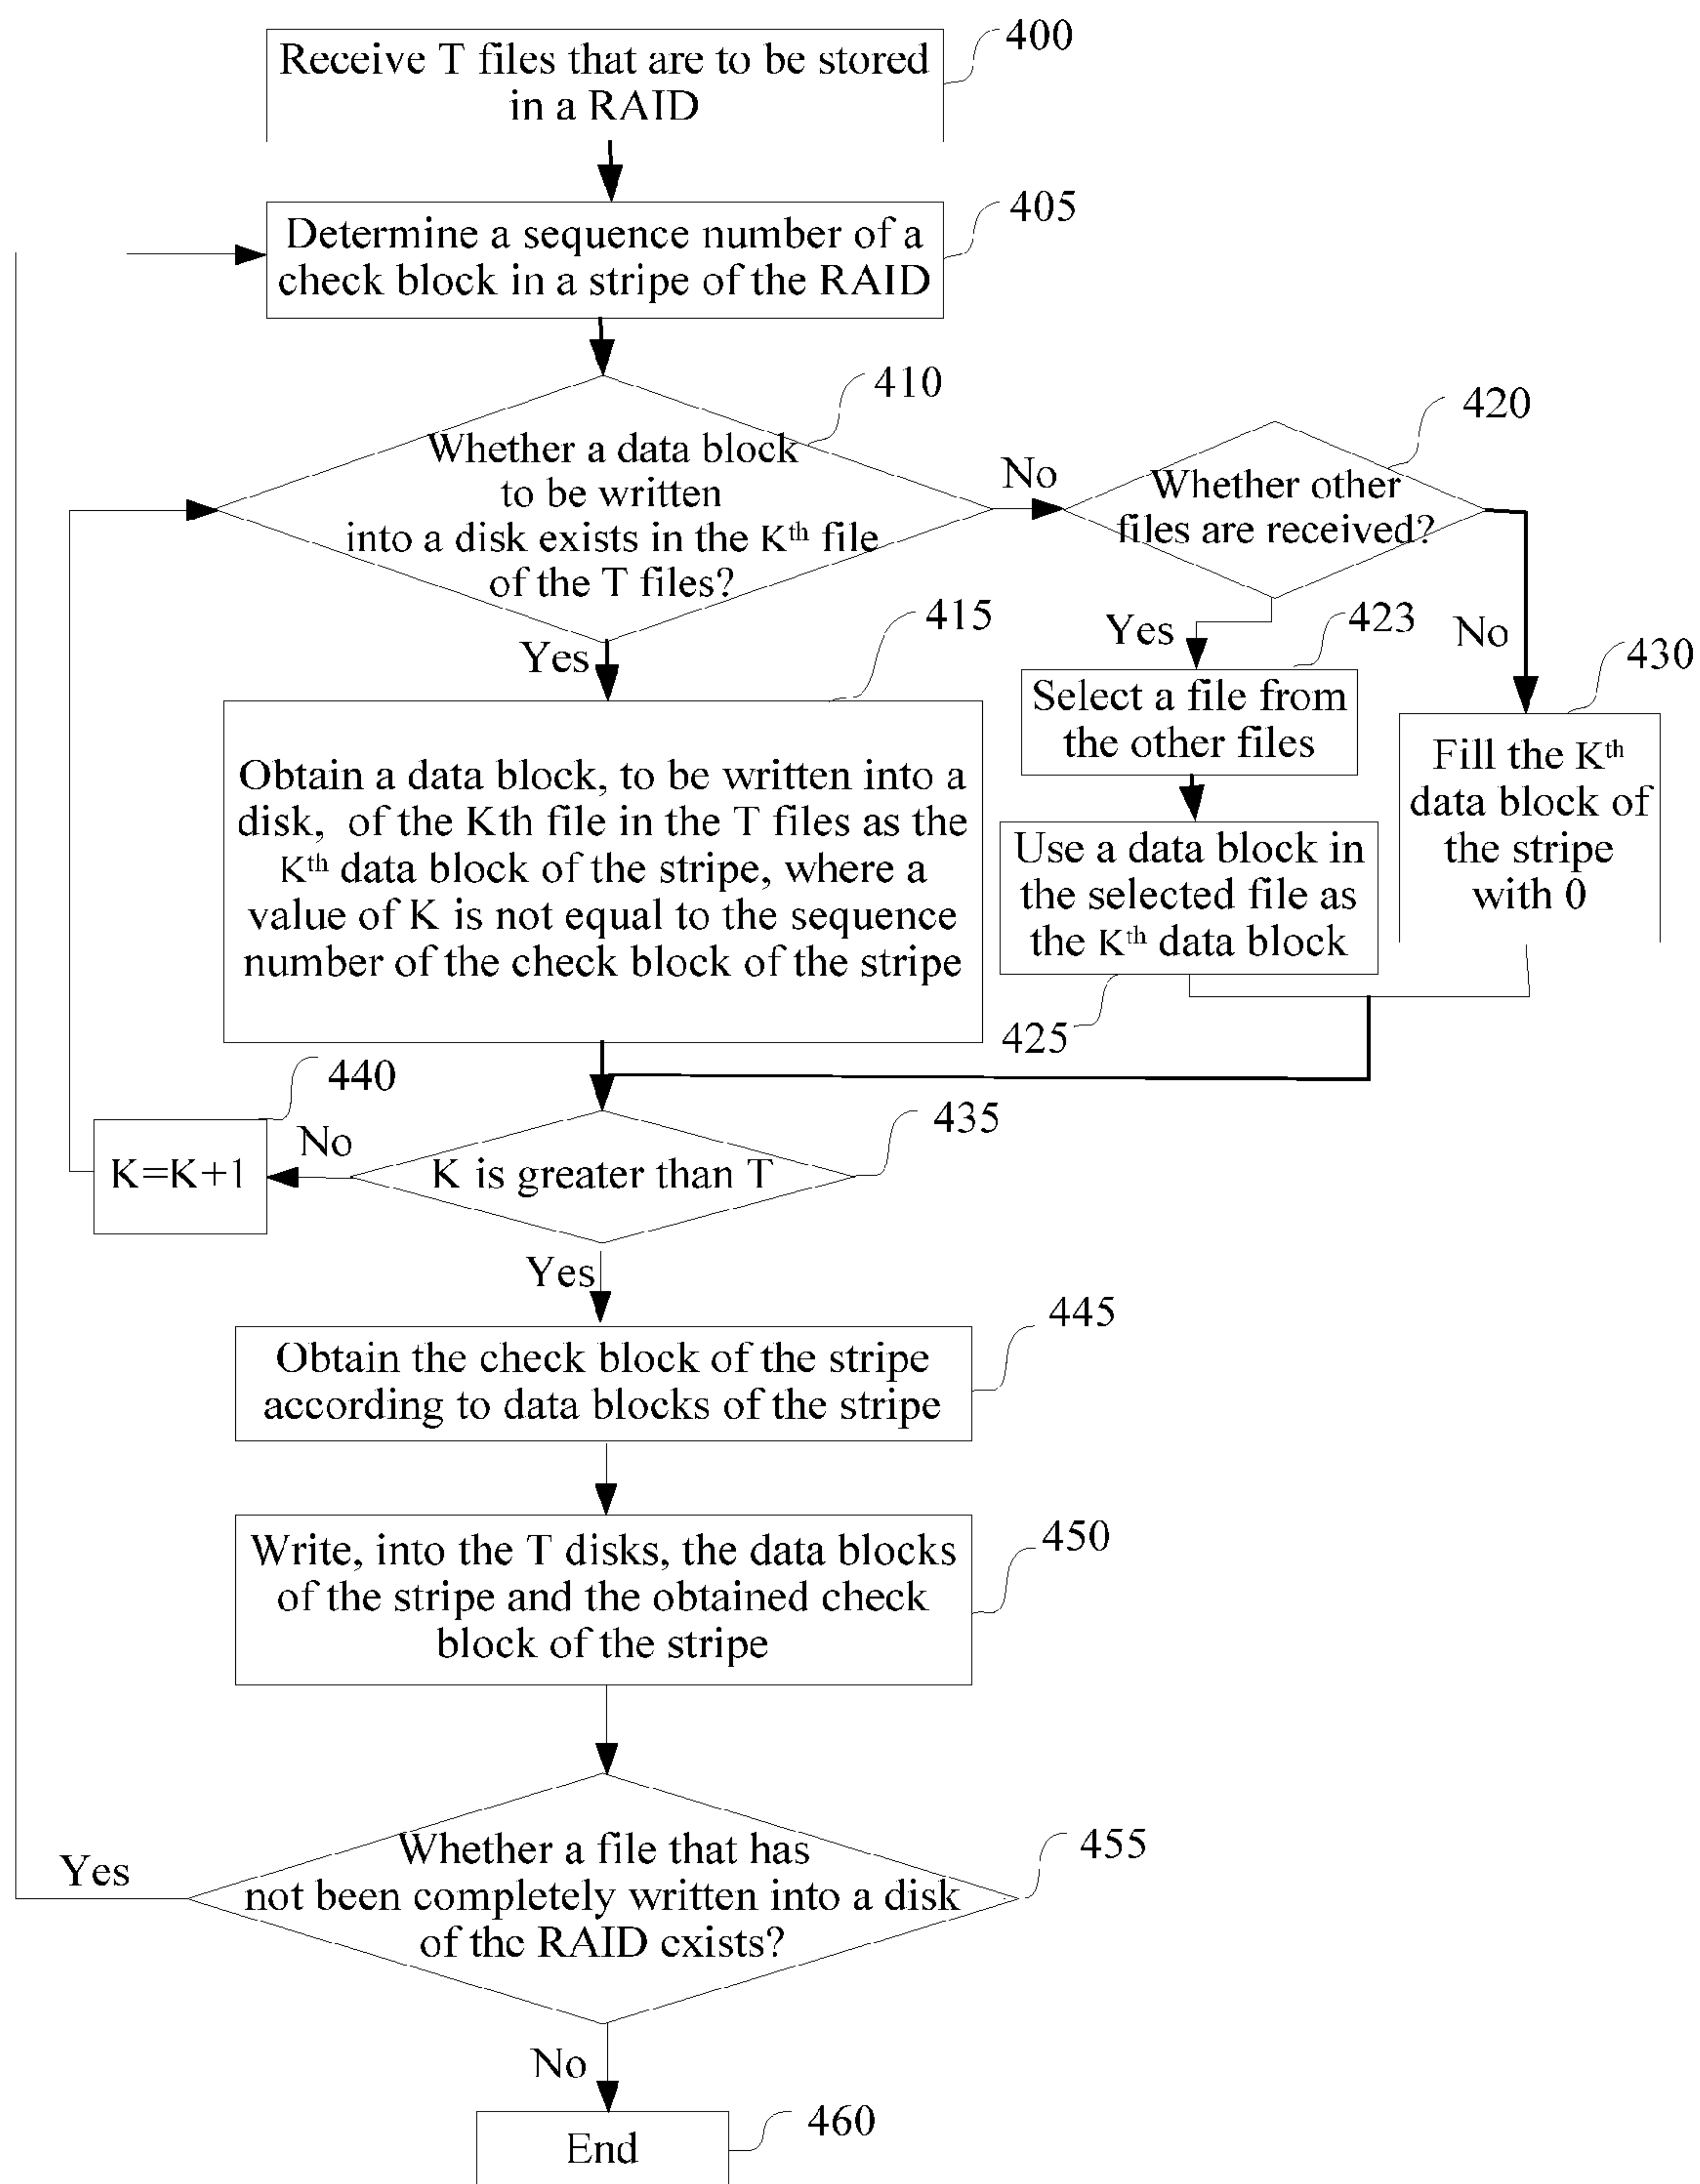 Receive T files that are to be stored
in a RAID
400
Determine a sequence number of a
check block in a stripe of the RAID
405
Whether a data block
to be written
into a disk exists in the Kth file
of the T files?
410
No
Whether other
files are received?
420
Yes
415
Yes
423
No
430
Obtain a data block, to be written into a
disk, of the Kth file in the T files as the
Kth data block of the stripe, where a
value of K is not equal to the sequence
number of the check block of the stripe
Select a file from
the other files
Use a data block in
the selected file as
the Kth data block
425
Fill the Kth
data block of
the stripe
with 0
440
K=K+1
No
K is greater than T
435
Yes
Obtain the check block of the stripe
according to data blocks of the stripe
445
Write, into the T disks, the data blocks
of the stripe and the obtained check
block of the stripe
450
Yes
Whether a file that has
not been completely written into a disk
of the RAID exists?
455
No
End
460